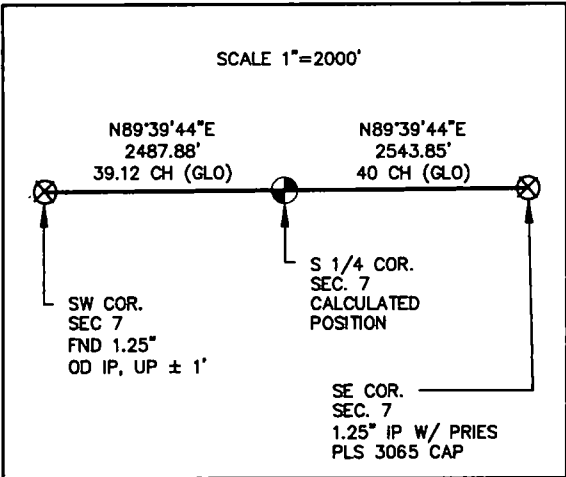 SCALE 1"=2000'
N89°39'44"E
2487.88'
39.12 CH (GLO)
N89°39'44"E
2543.85'
40 CH (GLO)
SW COR.
SEC 7
FND 1.25"
OD IP, UP ± 1'
S 1/4 COR.
SEC. 7
CALCULATED
POSITION
SE COR.
SEC. 7
1.25" IP W/ PRIES
PLS 3065 CAP